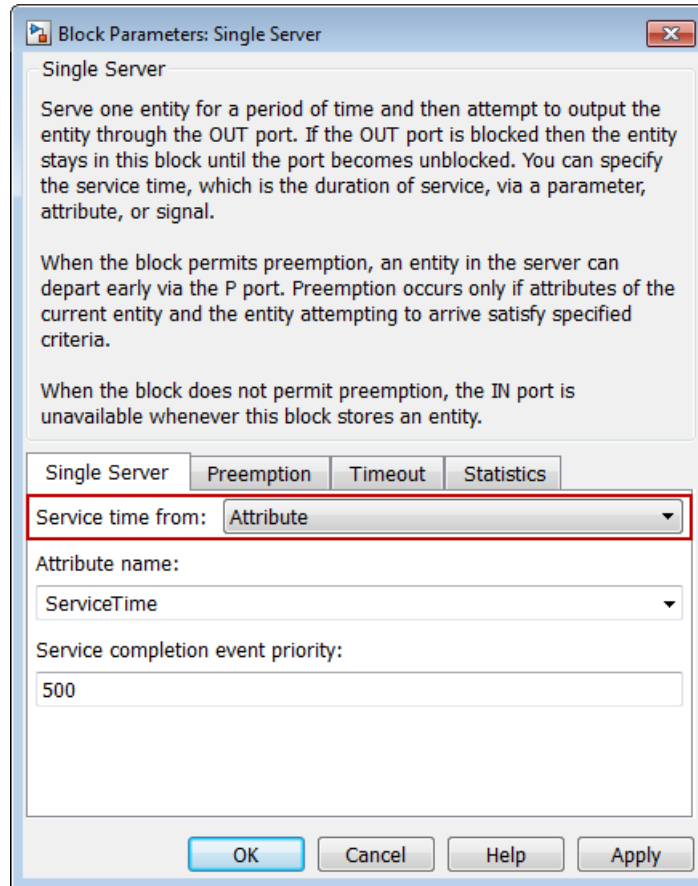 Block Parameters: Single Server
Single Server
Serve one entity for a period of time and then attempt to output the
entity through the OUT port. If the OUT port is blocked then the entity
stays in this block until the port becomes unblocked. You can specify
the service time, which is the duration of service, via a parameter,
attribute, or signal.
When the block permits preemption, an entity in the server can
depart early via the P port. Preemption occurs only if attributes of the
current entity and the entity attempting to arrive satisfy specified
criteria.
When the block does not permit preemption, the IN port is
unavailable whenever this block stores an entity.
Single Server Preemption Timeout Statistics
Service time from: Attribute
Attribute name:
ServiceTime
Service completion event priority:
500
OK Cancel Help Apply